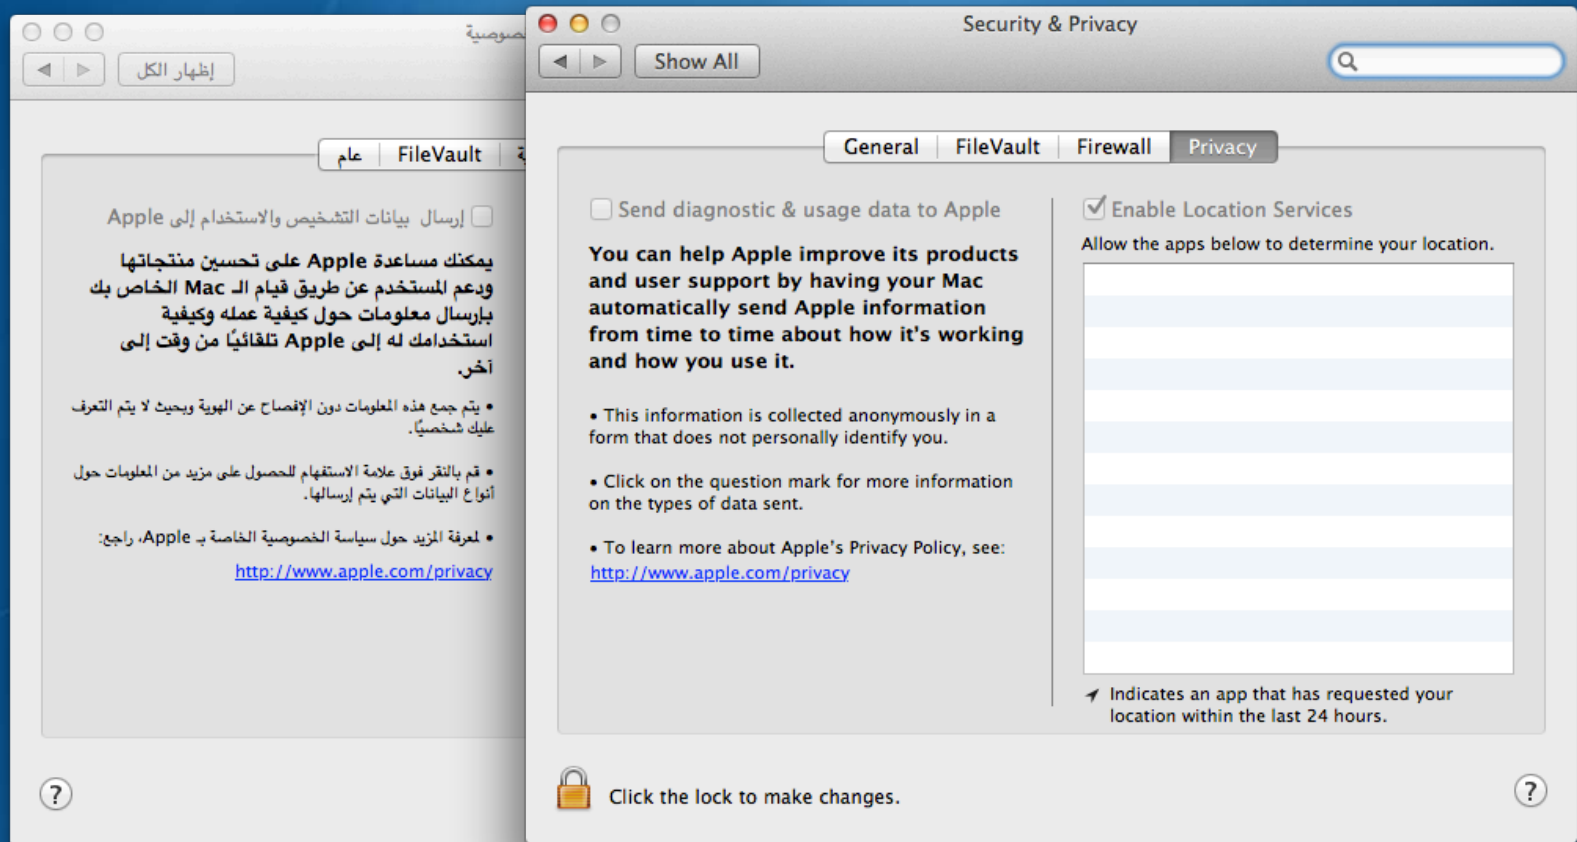 خصوصية
إظهار الكل
عام
FileVault
إرسال بيانات التشخيص والاستخدام إلى Apple
يمكنك مساعدة Apple على تحسين منتجاتها
ودعم المستخدم عن طريق قيام الـ Mac الخاص بك
بإرسال معلومات حول كيفية عمله وكيفية
استخدامك له إلى Apple تلقائيًا من وقت إلى
آخر.
• يتم جمع هذه المعلومات دون الإفصاح عن الهوية وبحيث لا يتم التعرف
عليك شخصيًا.
• قم بالنقر فوق علامة الاستفهام للحصول على مزيد من المعلومات حول
أنواع البيانات التي يتم إرسالها.
• لمعرفة المزيد حول سياسة الخصوصية الخاصة بـ Apple، راجع:
http://www.apple.com/privacy
?
Security & Privacy
Show All
General
FileVault
Firewall
Privacy
Send diagnostic & usage data to Apple
You can help Apple improve its products
and user support by having your Mac
automatically send Apple information
from time to time about how it's working
and how you use it.
• This information is collected anonymously in a
form that does not personally identify you.
• Click on the question mark for more information
on the types of data sent.
• To learn more about Apple's Privacy Policy, see:
http://www.apple.com/privacy
Enable Location Services
Allow the apps below to determine your location.
Indicates an app that has requested your
location within the last 24 hours.
Click the lock to make changes.
?